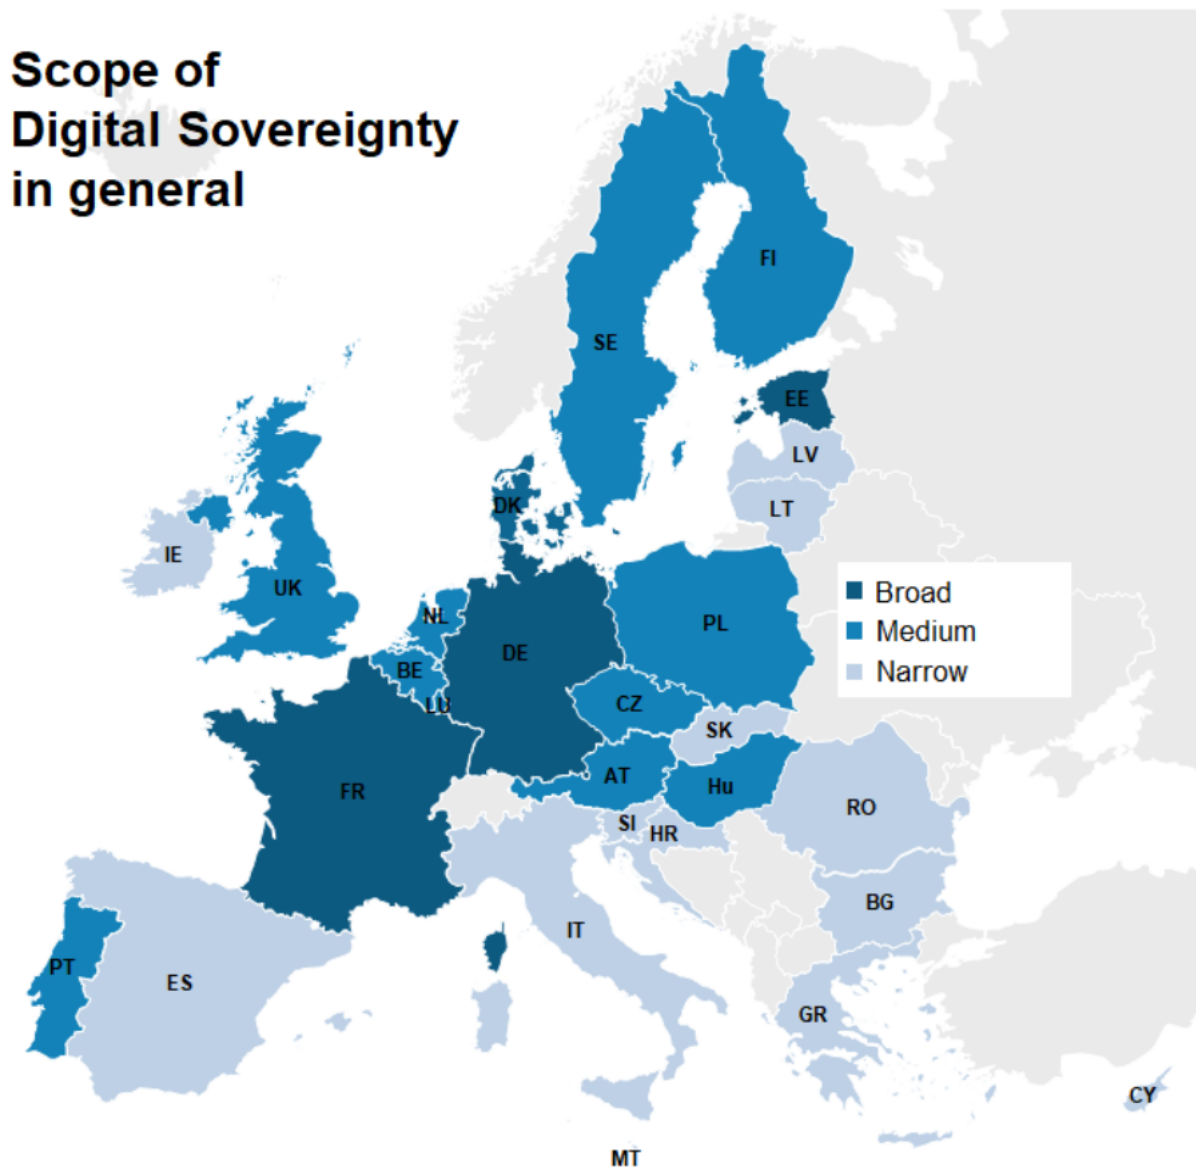 Scope of
Digital Sovereignty
in general
FI
SE
EE
LV
DK
LT
IE
UK
Broad
NL
PL
Medium
DE
BE
Narrow
LU
CZ
SK
AT
Hu
FR
RO
SI
HR
BG
IT
PT
ES
GR
CY
MT